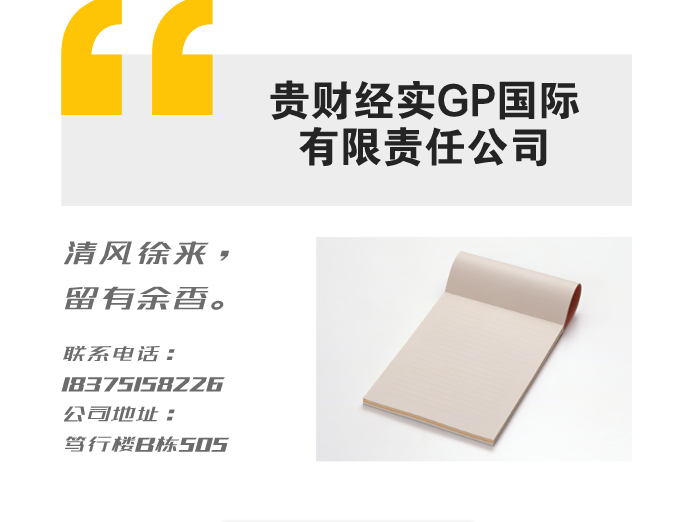 贵财经实GP国际
有限责任公司
清风徐来，
留有余香。
联系电话：
18375158226
公司地址：
笃行楼B栋505